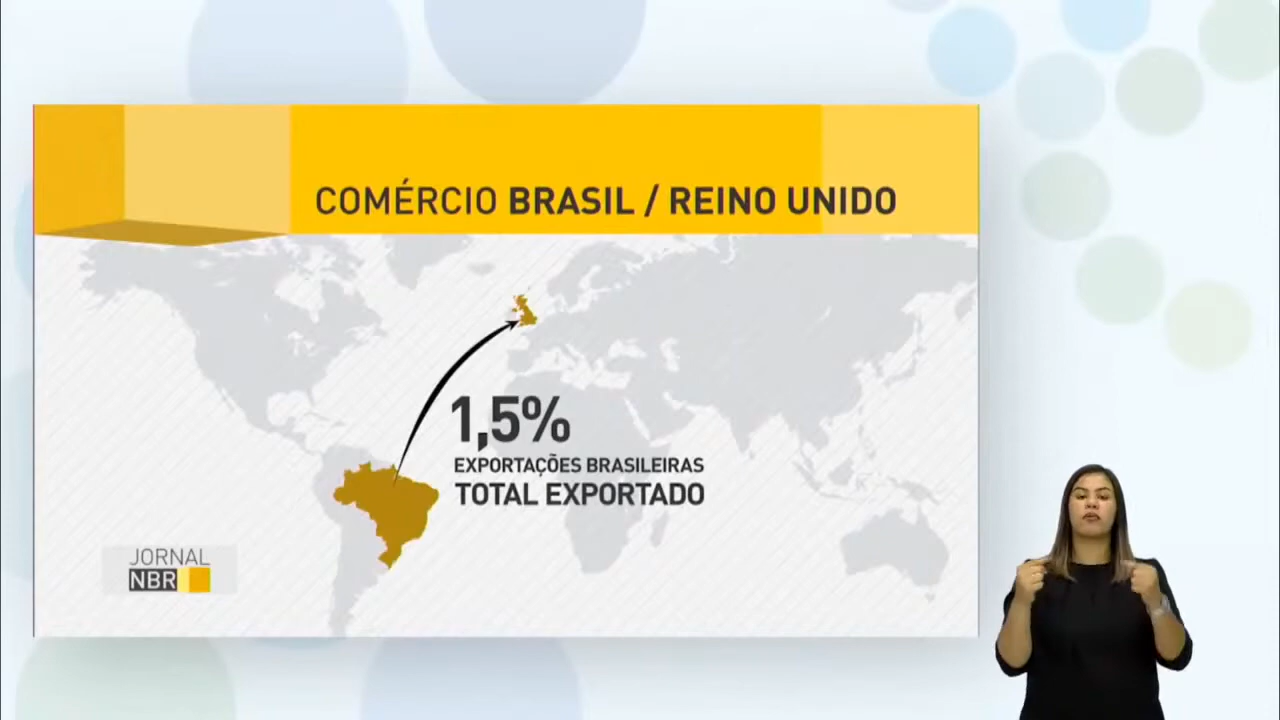 COMÉRCIO BRASIL / REINO UNIDO
1,5%
EXPORTAÇÕES BRASILEIRAS
TOTAL EXPORTADO
JORNAL
NBR